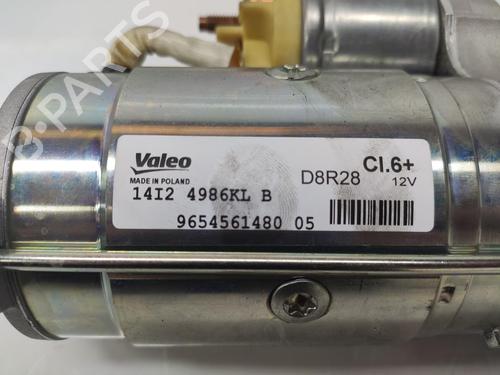 B-PARTS
Valeo
MADE IN POLAND
D8R28
Cl.6+
12V
14I2 4986KL B
9654561480 05